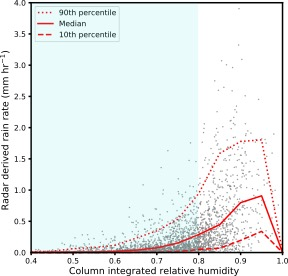 4.0
3.5
3.0
2.5
2.0
1.5
1.0
0.5
0.0
Radar derived rain rate (mm hr⁻¹)
90th percentile
Median
10th percentile
0.4 0.5 0.6 0.7 0.8 0.9 1.0
Column integrated relative humidity